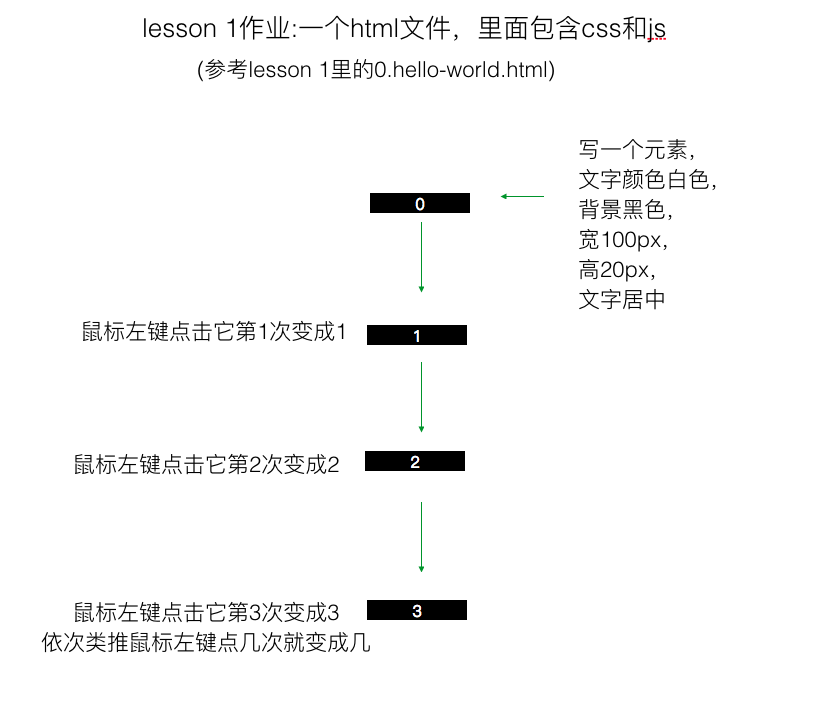 lesson 1作业:一个html文件，里面包含css和js
(参考lesson 1里的0.hello-world.html)
写一个元素，
文字颜色白色，
背景黑色，
宽100px，
高20px，
文字居中
0
鼠标左键点击它第1次变成1
1
鼠标左键点击它第2次变成2
2
鼠标左键点击它第3次变成3
3
依次类推鼠标左键点几次就变成几